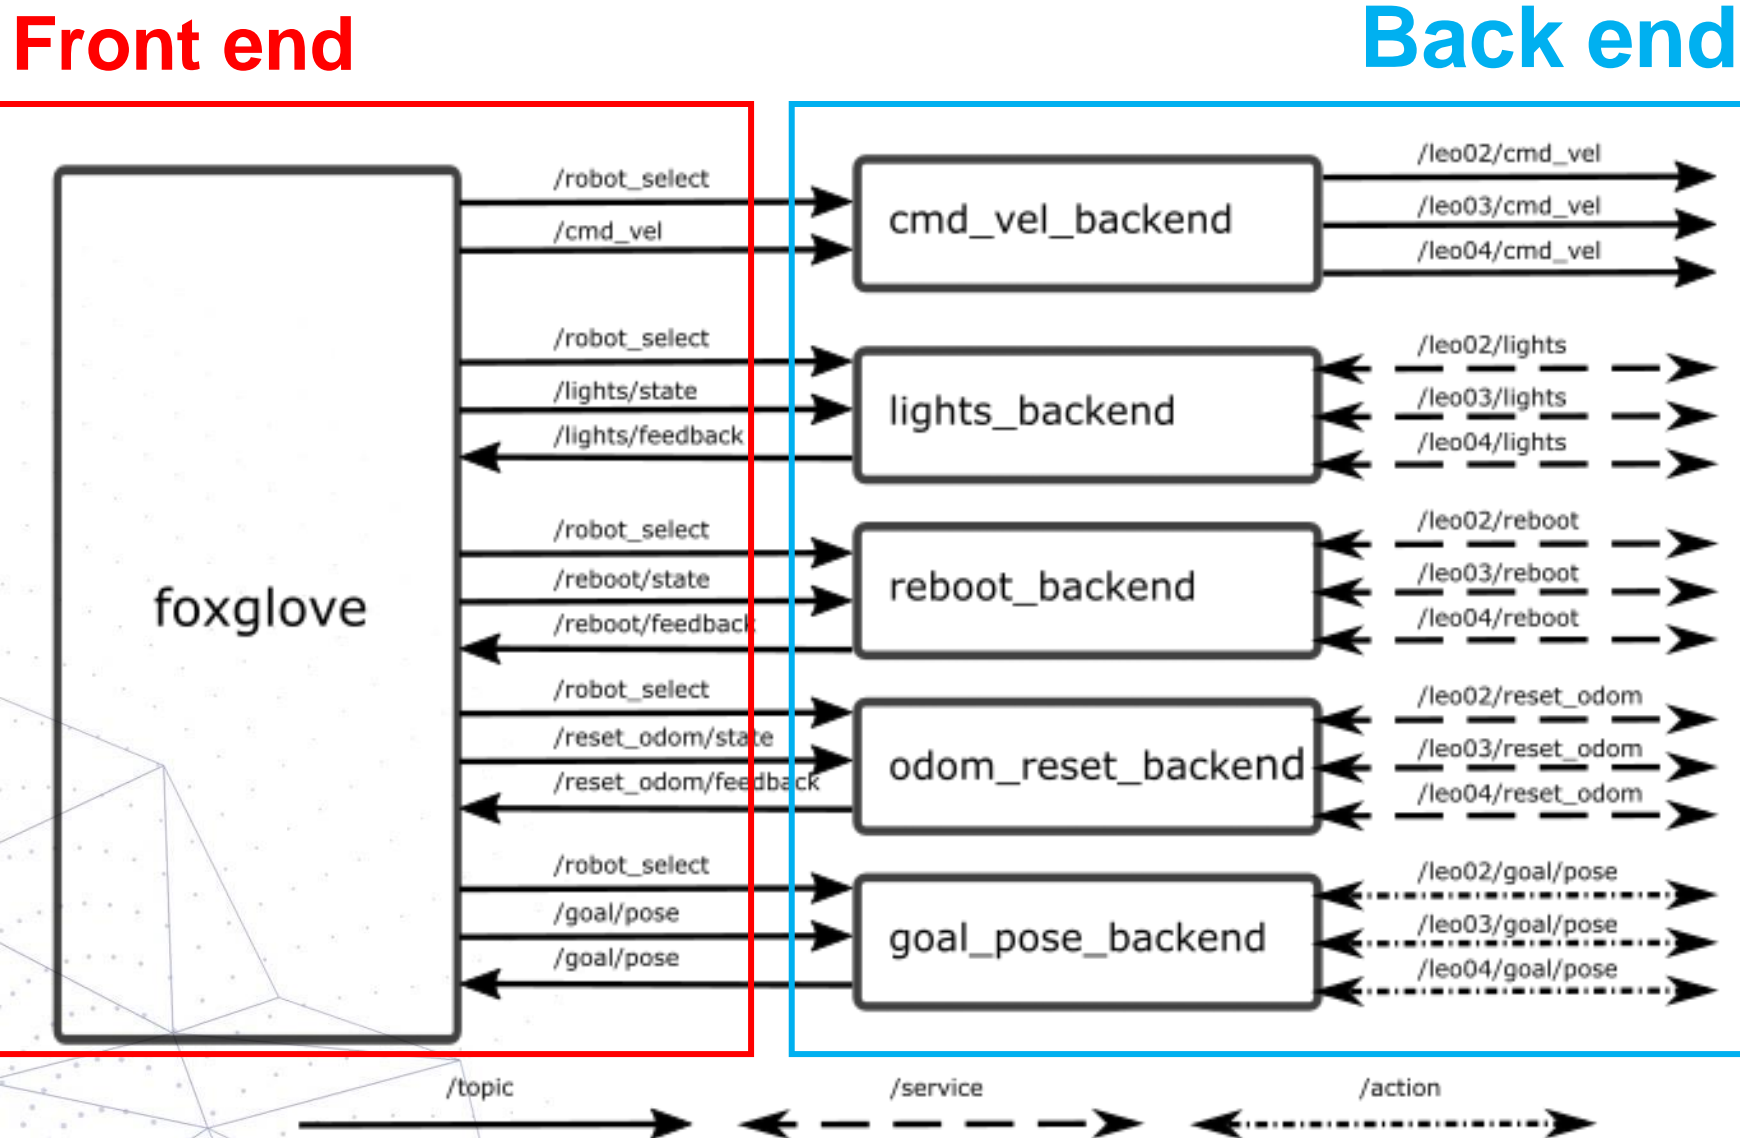 Front end
Back end
foxglove
/robot_select
/cmd_vel
cmd_vel_backend
/leo02/cmd_vel
/leo03/cmd_vel
/leo04/cmd_vel
/robot_select
/lights/state
/lights/feedback
lights_backend
/leo02/lights
/leo03/lights
/leo04/lights
/robot_select
/reboot/state
/reboot/feedback
reboot_backend
/leo02/reboot
/leo03/reboot
/leo04/reboot
/robot_select
/reset_odom/state
/reset_odom/feedback
odom_reset_backend
/leo02/reset_odom
/leo03/reset_odom
/leo04/reset_odom
/robot_select
/goal/pose
/goal/pose
goal_pose_backend
/leo02/goal/pose
/leo03/goal/pose
/leo04/goal/pose
/topic
/service
/action